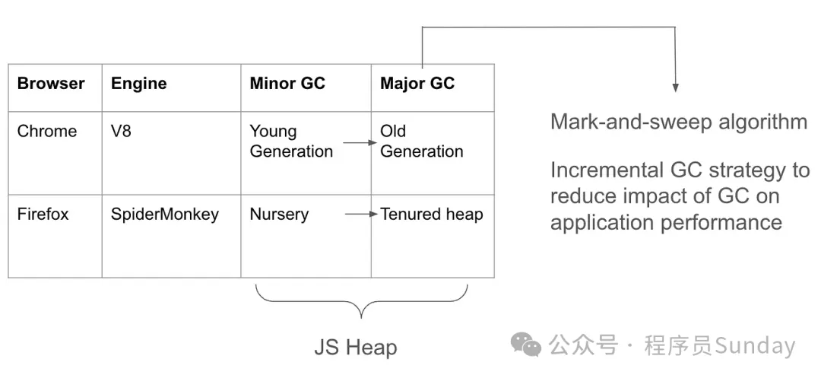 Browser Engine Minor GC Major GC
Chrome V8 Young Generation Old Generation
Firefox SpiderMonkey Nursery Tenured heap
Mark-and-sweep algorithm
Incremental GC strategy to
reduce impact of GC on
application performance
JS Heap
公众号 · 程序员Sunday